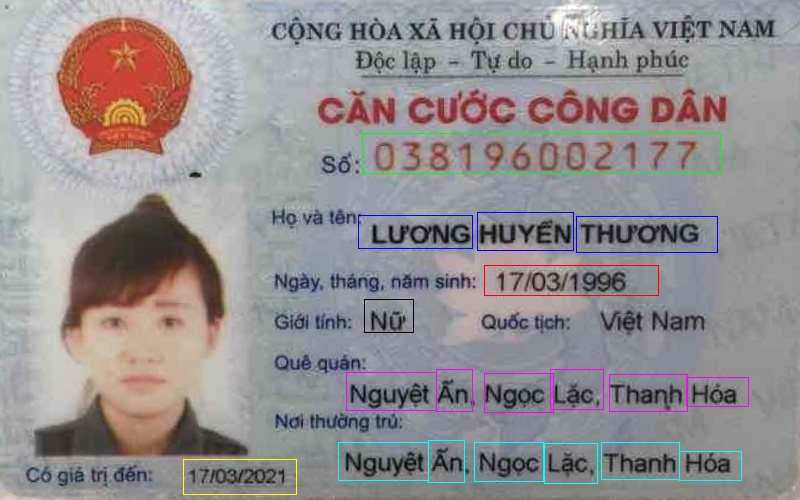 CỘNG HÒA XÃ HỘI CHỦ NGHĨA VIỆT NAM
Độc lập - Tự do - Hạnh phúc
CĂN CƯỚC CÔNG DÂN
Số: 038196002177
Họ và tên: LƯƠNG HUYỀN THƯƠNG
Ngày, tháng, năm sinh: 17/03/1996
Giới tính: Nữ Quốc tịch: Việt Nam
Quê quán:
Nguyệt Ấn, Ngọc Lặc, Thanh Hóa
Nơi thường trú:
Nguyệt Ấn, Ngọc Lặc, Thanh Hóa
Có giá trị đến: 17/03/2021